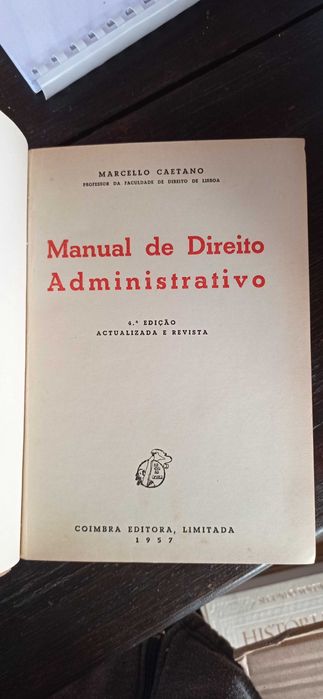 MARCELLO CAETANO
PROFESSOR DA FACULDADE DE DIREITO DE LISBOA
Manual de Direito
Administrativo
4.ª EDIÇÃO
ACTUALIZADA E REVISTA
COIMBRA EDITORA, LIMITADA
1957